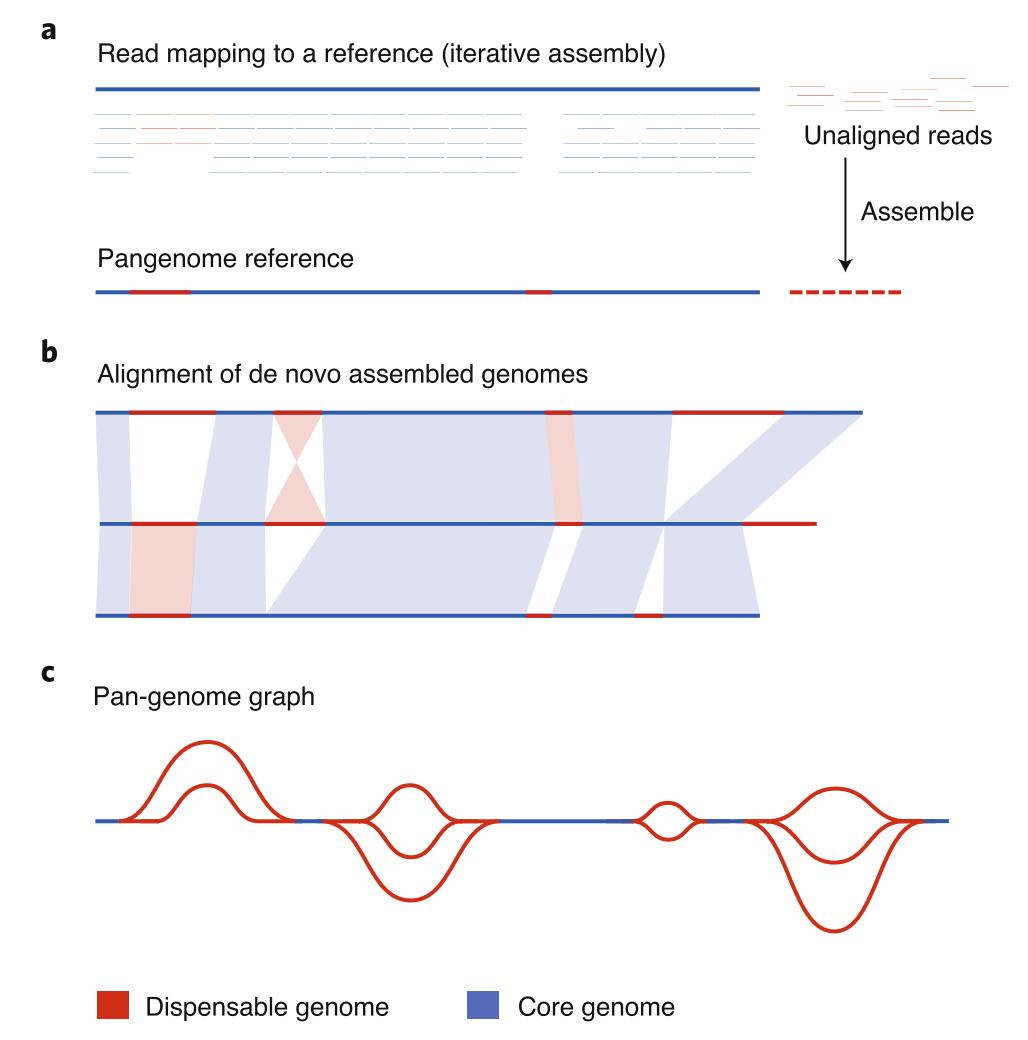 a
Read mapping to a reference (iterative assembly)
Unaligned reads
Assemble
Pangenome reference
b
Alignment of de novo assembled genomes
c
Pan-genome graph
Dispensable genome
Core genome